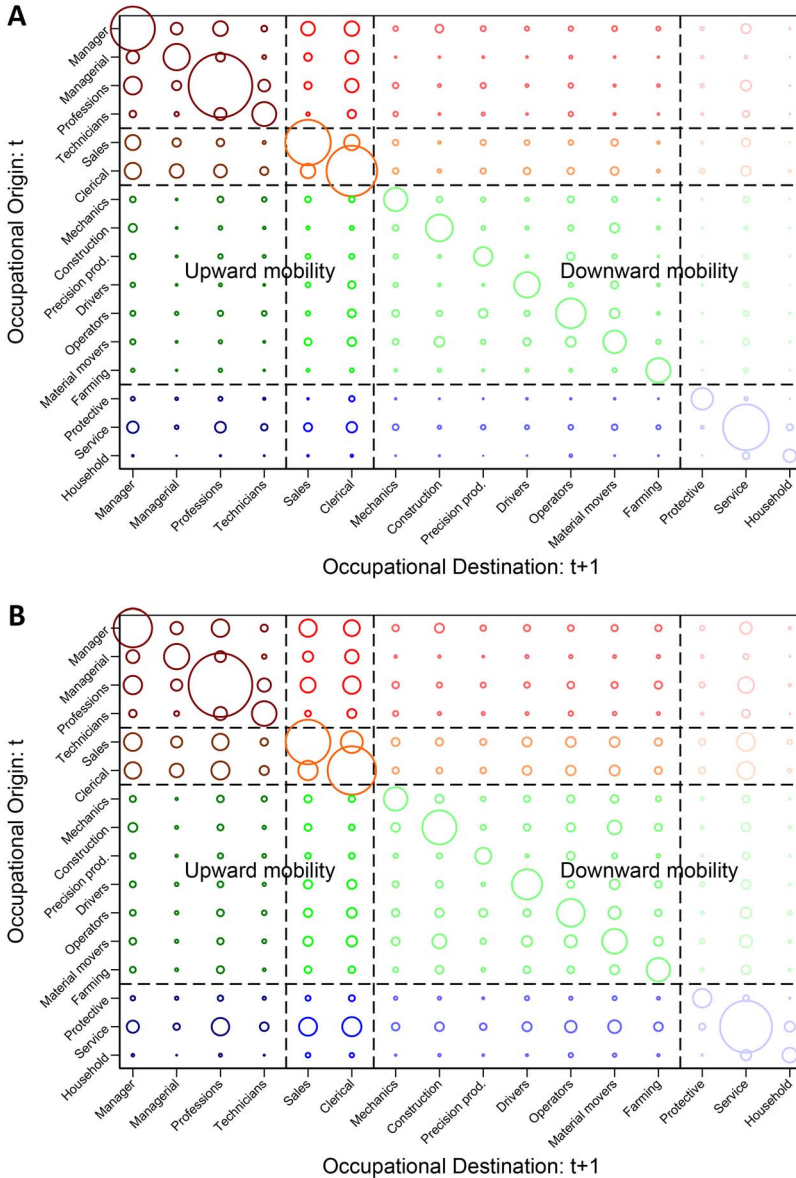 A
Occupational Origin: t
Manager
Managerial
Professions
Technicians
Sales
Clerical
Mechanics
Construction
Precision prod.
Drivers
Operators
Material movers
Farming
Protective
Service
Household
Upward mobility
Downward mobility
Manager
Managerial
Professions
Technicians
Sales
Clerical
Mechanics
Construction
Precision prod.
Drivers
Operators
Material movers
Farming
Protective
Service
Household
Occupational Destination: t+1
B
Occupational Origin: t
Manager
Managerial
Professions
Technicians
Sales
Clerical
Mechanics
Construction
Precision prod.
Drivers
Operators
Material movers
Farming
Protective
Service
Household
Upward mobility
Downward mobility
Manager
Managerial
Professions
Technicians
Sales
Clerical
Mechanics
Construction
Precision prod.
Drivers
Operators
Material movers
Farming
Protective
Service
Household
Occupational Destination: t+1